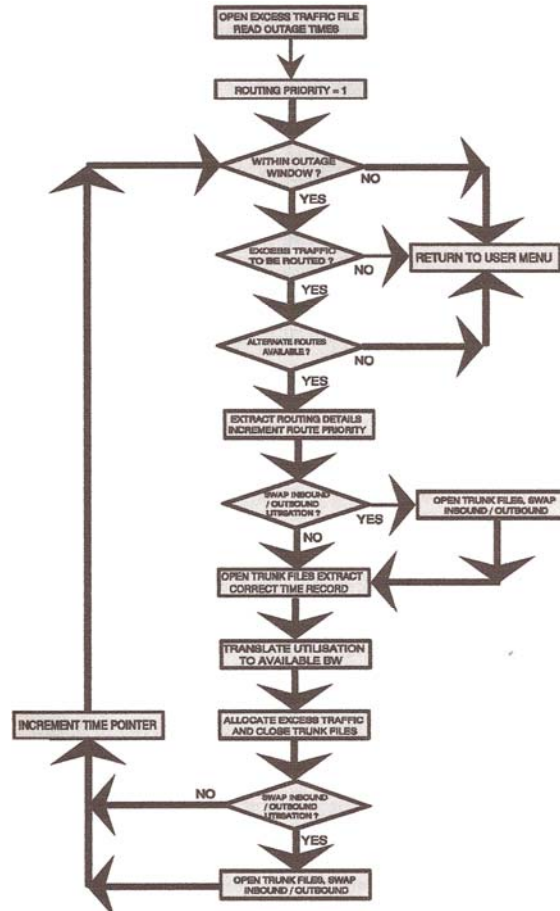 OPEN EXCESS TRAFFIC FILE
READ OUTAGE TIMES
ROUTING PRIORITY = 1
WITHIN OUTAGE
WINDOW ?
NO
YES
EXCESS TRAFFIC
TO BE ROUTED ?
NO
RETURN TO USER MENU
YES
ALTERNATE ROUTES
AVAILABLE ?
NO
YES
EXTRACT ROUTING DETAILS
INCREMENT ROUTE PRIORITY
SWAP INBOUND
/ OUTBOUND
UTILISATION ?
YES
OPEN TRUNK FILES, SWAP
INBOUND / OUTBOUND
NO
OPEN TRUNK FILES EXTRACT
CORRECT TIME RECORD
TRANSLATE UTILISATION
TO AVAILABLE BW
INCREMENT TIME POINTER
ALLOCATE EXCESS TRAFFIC
AND CLOSE TRUNK FILES
NO
SWAP INBOUND
/ OUTBOUND
UTILISATION ?
YES
OPEN TRUNK FILES, SWAP
INBOUND / OUTBOUND